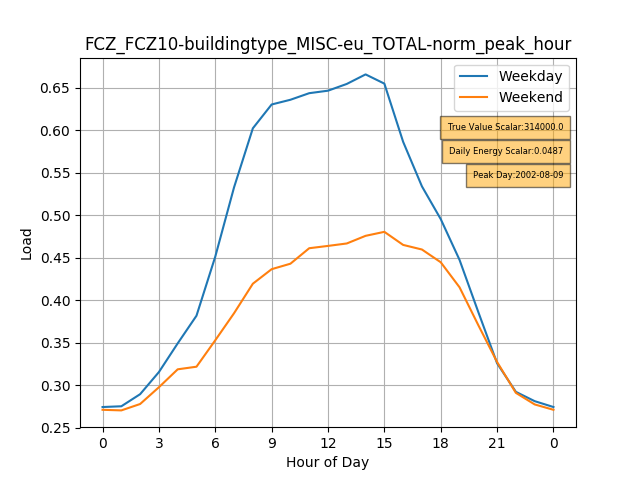 FCZ_FCZ10-buildingtype_MISC-eu_TOTAL-norm_peak_hour
Weekday
Weekend
True Value Scalar:314000.0
Daily Energy Scalar:0.0487
Peak Day:2002-08-09
Load
0.65
0.60
0.55
0.50
0.45
0.40
0.35
0.30
0.25
0 3 6 9 12 15 18 21 0
Hour of Day